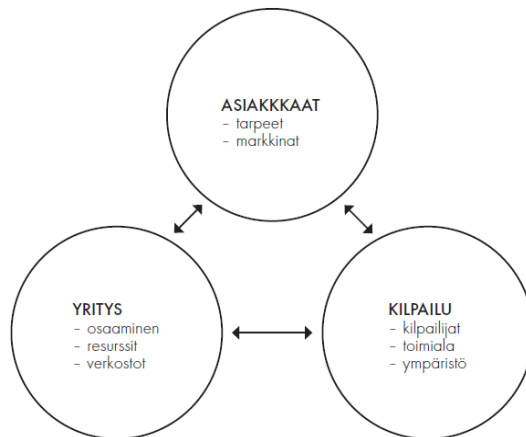 ASIAKKKAAT
– tarpeet
– markkinat
YRITYS
– osaaminen
– resurssit
– verkostot
KILPAILU
– kilpailijat
– toimiala
– ympäristö